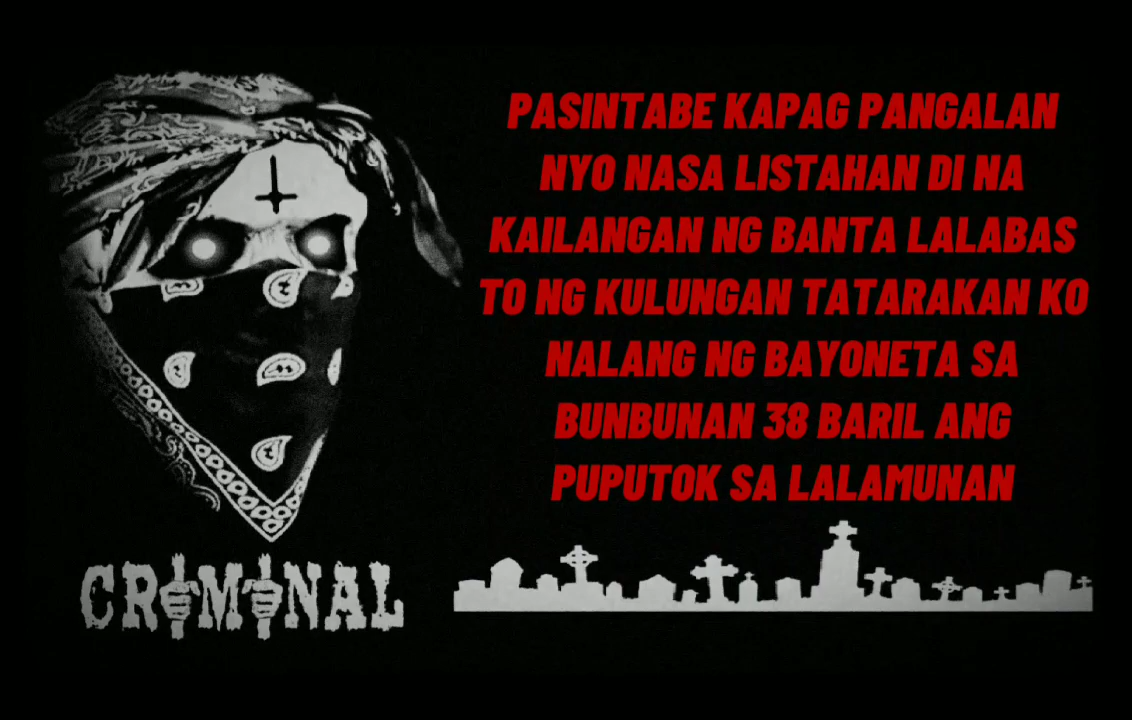 PASINTABE KAPAG PANGALAN
NYO NASA LISTAHAN DI NA
KAILANGAN NG BANTA LALABAS
TO NG KULUNGAN TATARAKAN KO
NALANG NG BAYONETA SA
BUNBUNAN 38 BARIL ANG
PUPUTOK SA LALAMUNAN
CRIMINAL